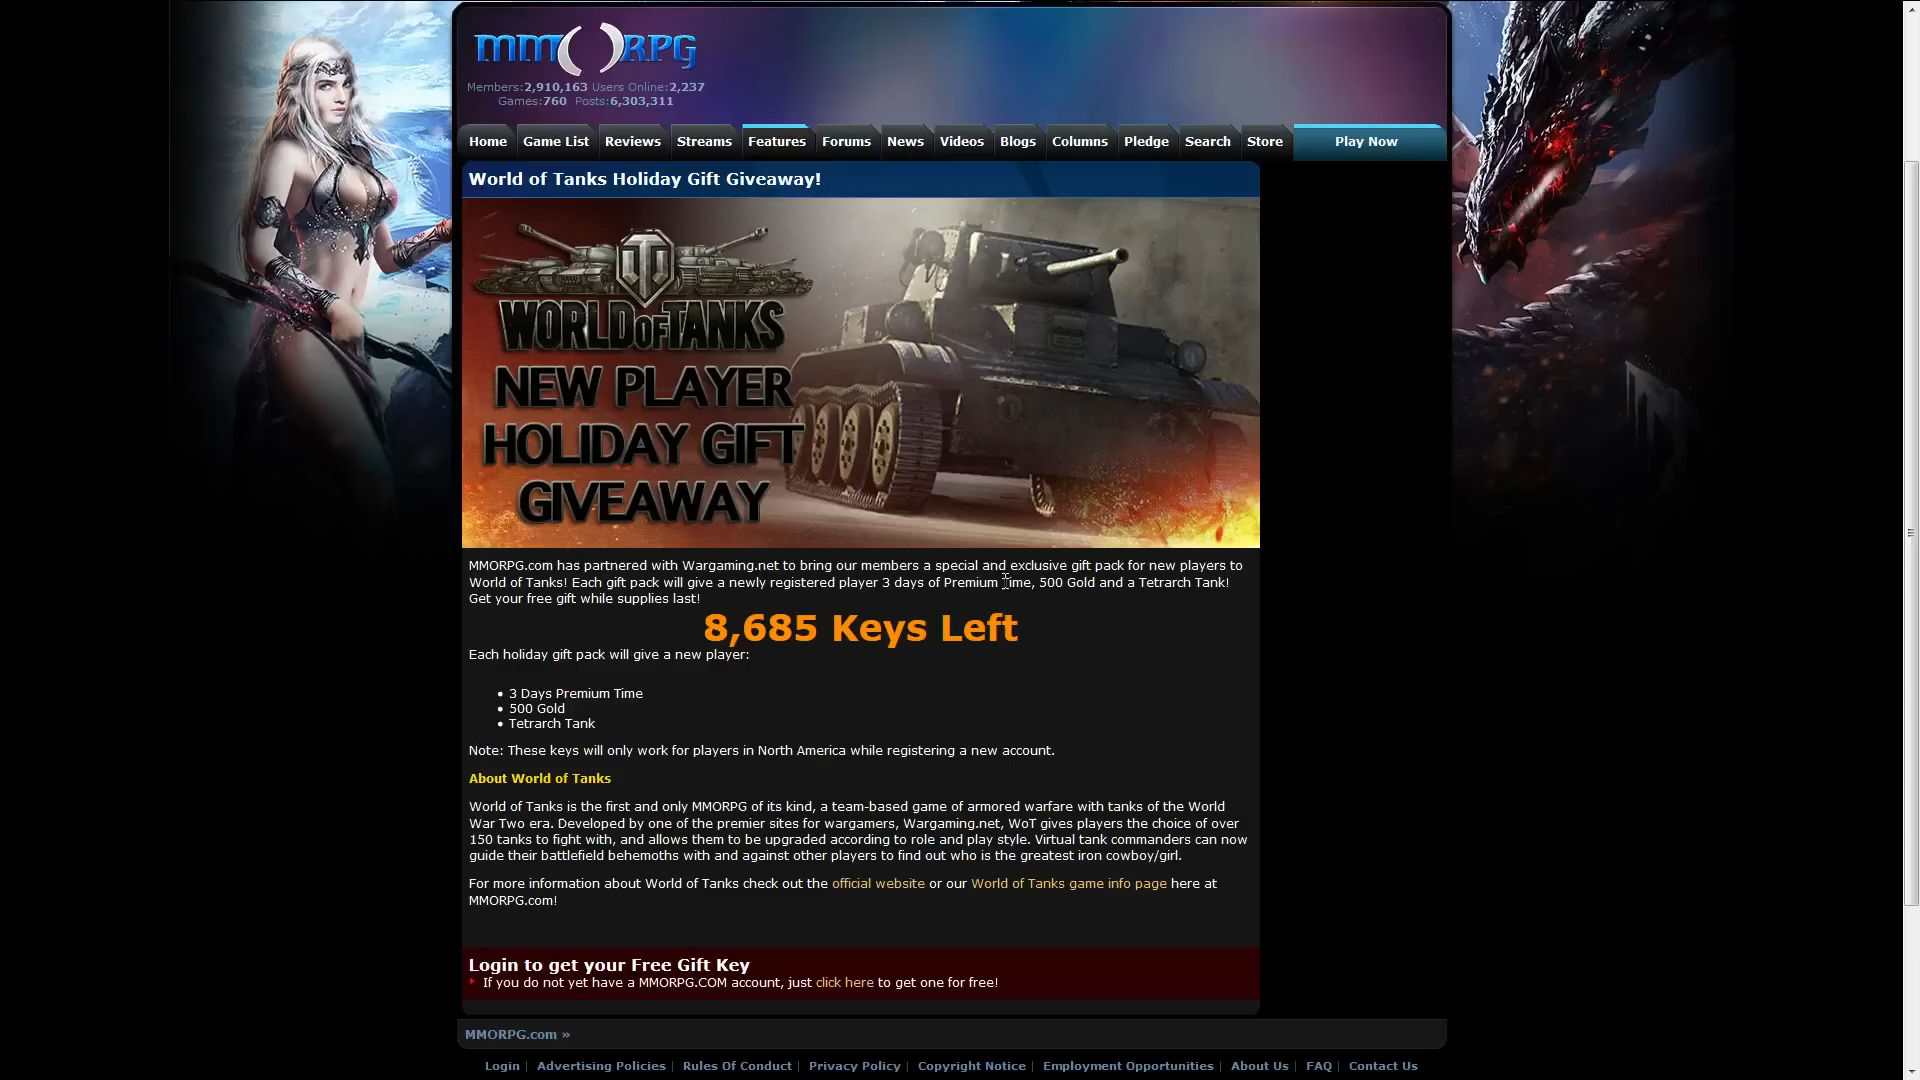 mmoRPG
Members:2,910,163 Users Online:2,237
Games:760 Posts:6,303,311
Home Game List Reviews Streams Features Forums News Videos Blogs Columns Pledge Search Store Play Now
World of Tanks Holiday Gift Giveaway!
WORLD OF TANKS
NEW PLAYER
HOLIDAY GIFT
GIVEAWAY
MMORPG.com has partnered with Wargaming.net to bring our members a special and exclusive gift pack for new players to
World of Tanks! Each gift pack will give a newly registered player 3 days of Premium Time, 500 Gold and a Tetrarch Tank!
Get your free gift while supplies last!
8,685 Keys Left
Each holiday gift pack will give a new player:
• 3 Days Premium Time
• 500 Gold
• Tetrarch Tank
Note: These keys will only work for players in North America while registering a new account.
About World of Tanks
World of Tanks is the first and only MMORPG of its kind, a team-based game of armored warfare with tanks of the World
War Two era. Developed by one of the premier sites for wargamers, Wargaming.net, WoT gives players the choice of over
150 tanks to fight with, and allows them to be upgraded according to role and play style. Virtual tank commanders can now
guide their battlefield behemoths with and against other players to find out who is the greatest iron cowboy/girl.
For more information about World of Tanks check out the official website or our World of Tanks game info page here at
MMORPG.com!
Login to get your Free Gift Key
If you do not yet have a MMORPG.COM account, just click here to get one for free!
MMORPG.com »
Login | Advertising Policies | Rules Of Conduct | Privacy Policy | Copyright Notice | Employment Opportunities | About Us | FAQ | Contact Us